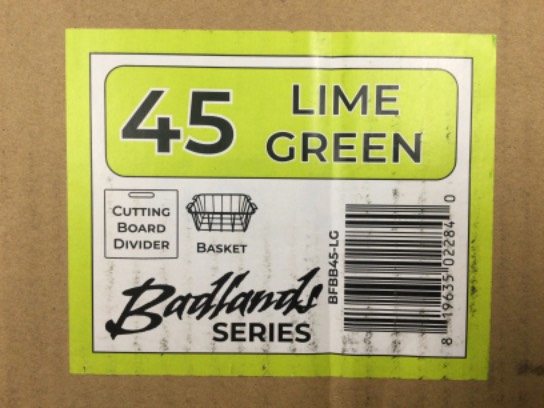 45
LIME
GREEN
CUTTING
BOARD
DIVIDER
BASKET
Badlands
SERIES
BFBB45-LG
8 19635 02284 0